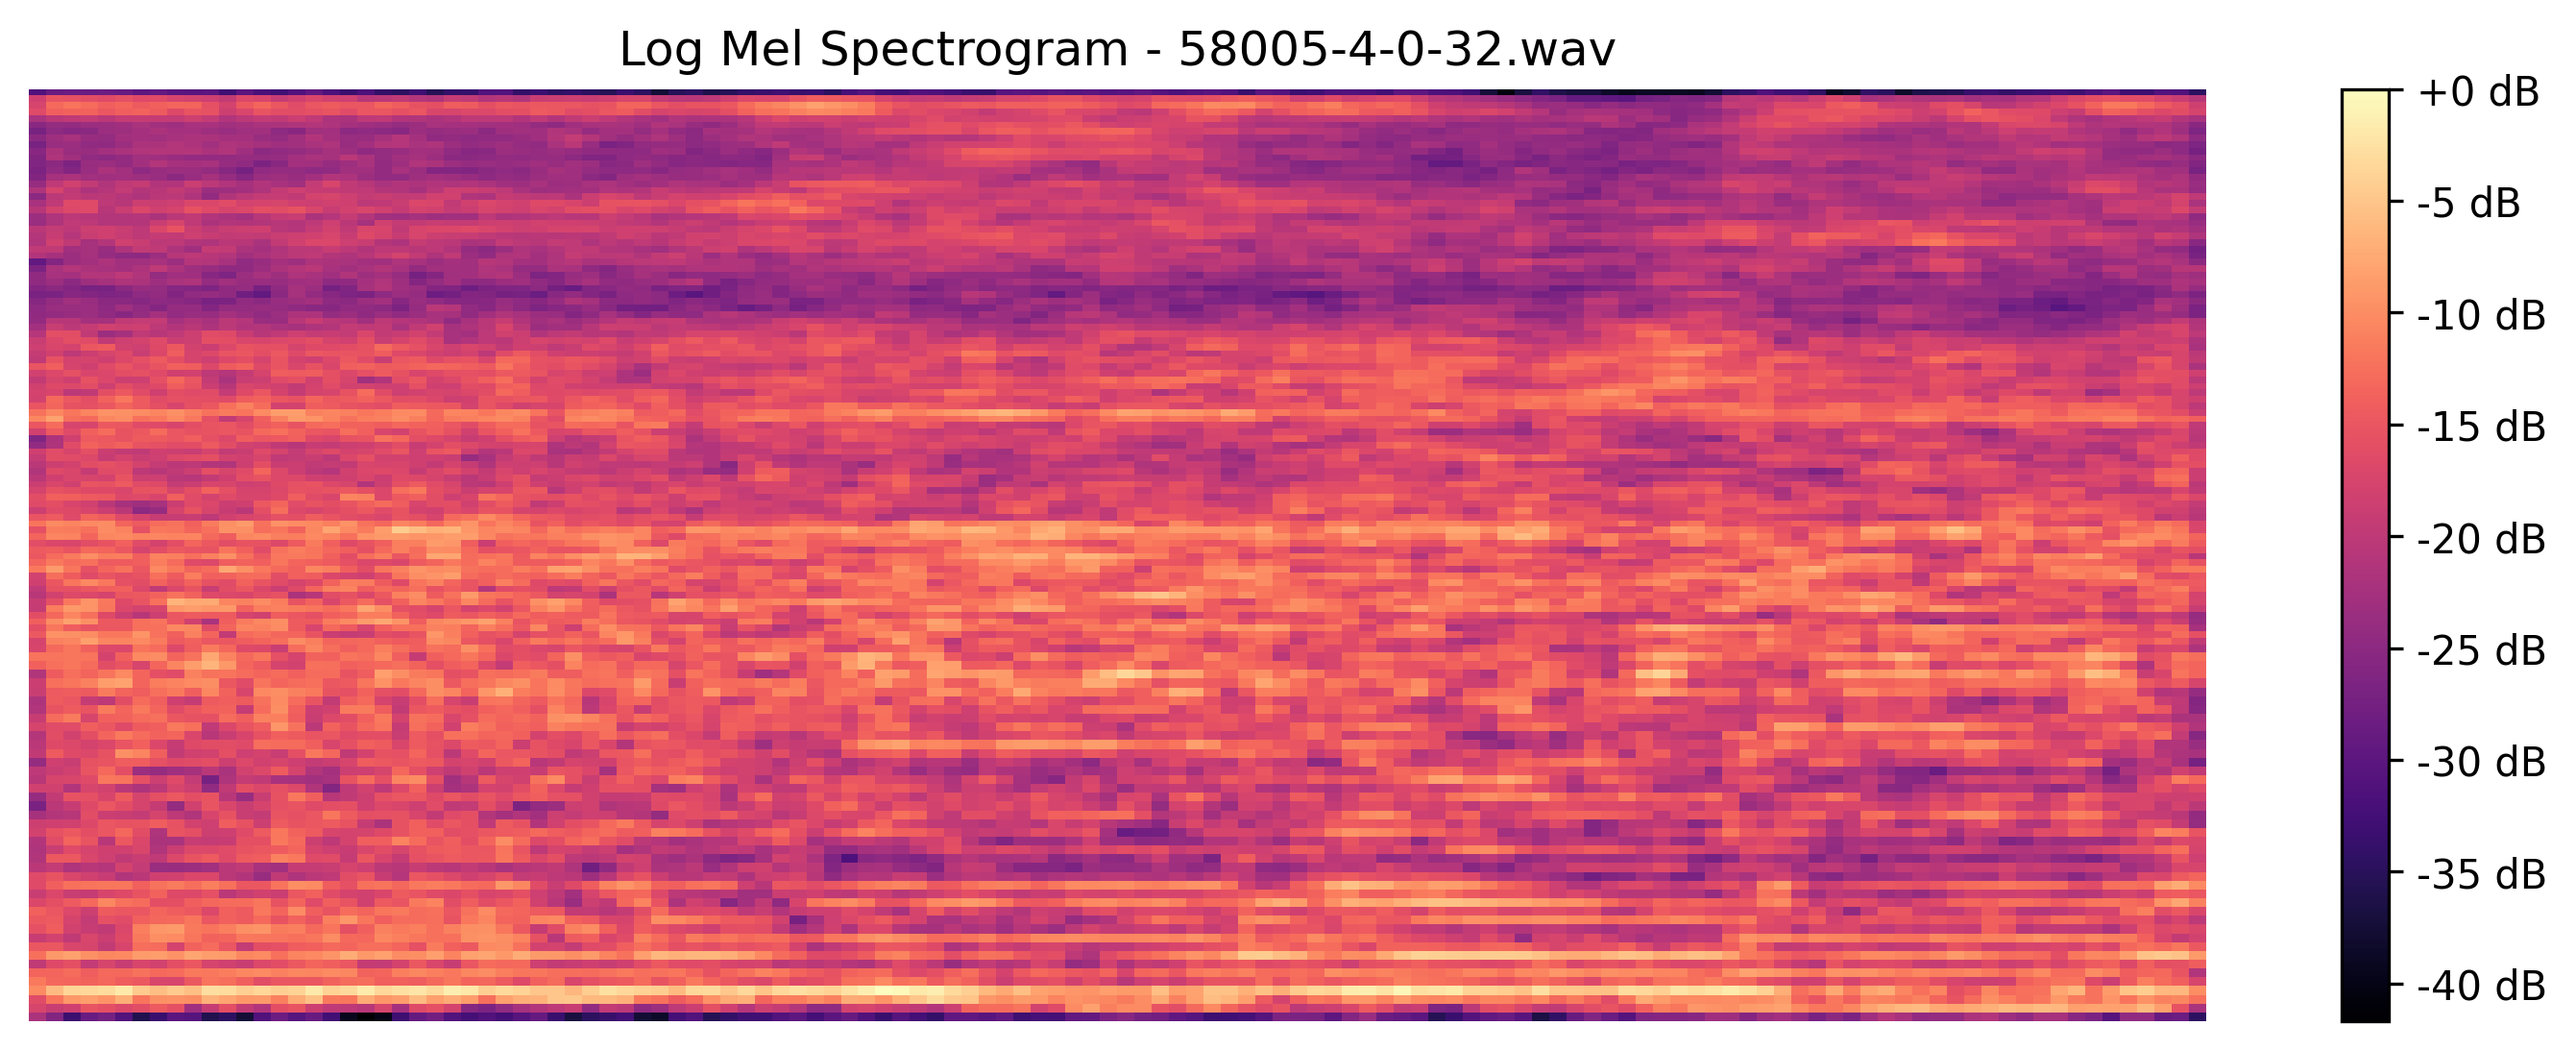 Log Mel Spectrogram - 58005-4-0-32.wav
+0 dB
-5 dB
-10 dB
-15 dB
-20 dB
-25 dB
-30 dB
-35 dB
-40 dB